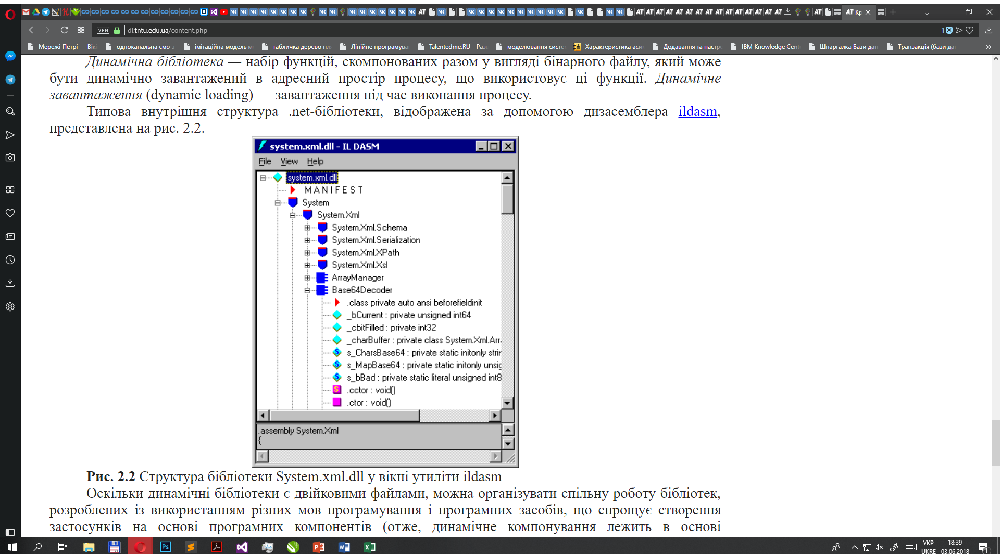 Кр
VPN
dl.tntu.edu.ua/content.php
1
Мережі Петрі — Вікі
одноканальна смо з
імітаційна модель м
табличка дерево пл
Лінійне програмува
Talentedme.RU - Раз
моделювання систе
Характеристика аси
Додавання та настро
IBM Knowledge Cent
Шпаргалка Бази дан
Транзакція (бази да
Динамічна бібліотека — набір функцій, скомпонованих разом у вигляді бінарного файлу, який може
бути динамічно завантажений в адресний простір процесу, що використовує ці функції. Динамічне
завантаження (dynamic loading) — завантаження під час виконання процесу.
Типова внутрішня структура .net-бібліотеки, відображена за допомогою дизасемблера ildasm,
представлена на рис. 2.2.
system.xml.dll - IL DASM
File View Help
system.xml.dll
M A N I F E S T
System
System.Xml
System.Xml.Schema
System.Xml.Serialization
System.Xml.XPath
System.Xml.Xsl
ArrayManager
Base64Decoder
.class private auto ansi beforefieldinit
_bCurrent : private unsigned int64
_cbitFilled : private int32
_charBuffer : private class System.Xml.Arr
s_CharsBase64 : private static initonly strin
s_MapBase64 : private static initonly unsig
s_bBad : private static literal unsigned int8
.cctor : void()
.ctor : void()
.assembly System.Xml
{
Рис. 2.2 Структура бібліотеки System.xml.dll у вікні утиліти ildasm
Оскільки динамічні бібліотеки є двійковими файлами, можна організувати спільну роботу бібліотек,
розроблених із використанням різних мов програмування і програмних засобів, що спрощує створення
застосунків на основі програмних компонентів (отже, динамічне компонування лежить в основі
УКР
UKRE
18:39
03.06.2018
1